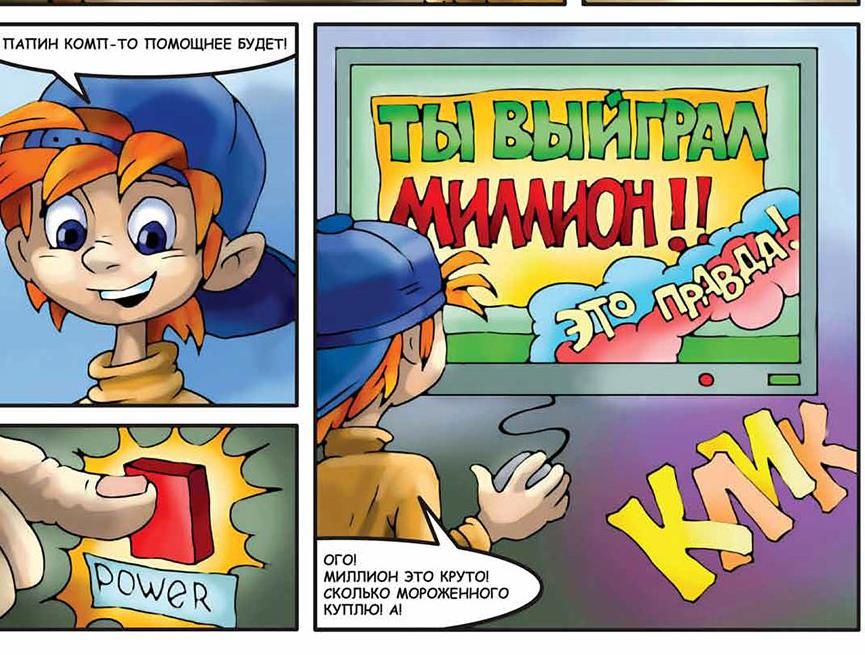 ПАПИН КОМП-ТО ПОМОЩНЕЕ БУДЕТ!
POWER
ТЫ ВЫЙГРАЛ
МИЛЛИОН!!
ЭТО ПРАВДА!
КЛИК
ОГО!
МИЛЛИОН ЭТО КРУТО!
СКОЛЬКО МОРОЖЕННОГО
КУПЛЮ! А!